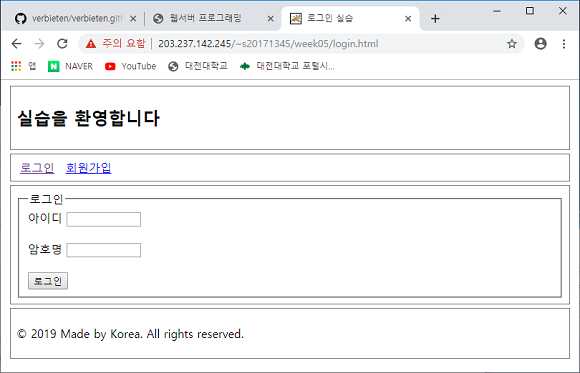 verbieten/verbieten.gith
웹서버 프로그래밍
로그인 실습
주의 요함
203.237.142.245/~s20171345/week05/login.html
앱
NAVER
YouTube
대전대학교
대전대학교 포털시...
실습을 환영합니다
로그인 회원가입
로그인
아이디
암호명
로그인
© 2019 Made by Korea. All rights reserved.